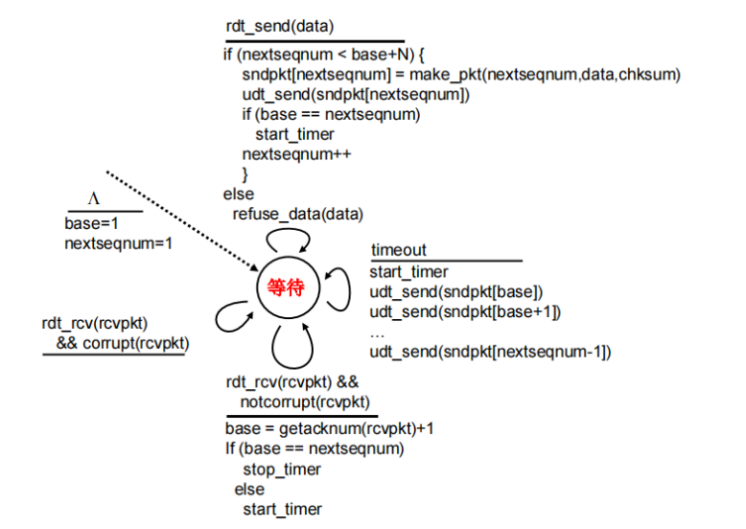 rdt_send(data)
if (nextseqnum < base+N) {
sndpkt[nextseqnum] = make_pkt(nextseqnum,data,chksum)
udt_send(sndpkt[nextseqnum])
if (base == nextseqnum)
start_timer
nextseqnum++
}
else
refuse_data(data)
Λ
base=1
nextseqnum=1
等待
timeout
start_timer
udt_send(sndpkt[base])
udt_send(sndpkt[base+1])
…
udt_send(sndpkt[nextseqnum-1])
rdt_rcv(rcvpkt)
&& corrupt(rcvpkt)
rdt_rcv(rcvpkt) &&
notcorrupt(rcvpkt)
base = getacknum(rcvpkt)+1
If (base == nextseqnum)
stop_timer
else
start_timer